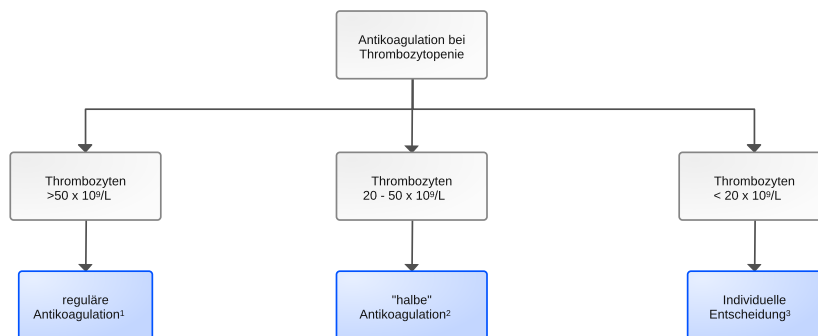 Antikoagulation bei
Thrombozytopenie
Thrombozyten
>50 x 10⁹/L
Thrombozyten
20 - 50 x 10⁹/L
Thrombozyten
< 20 x 10⁹/L
reguläre
Antikoagulation¹
"halbe"
Antikoagulation²
Individuelle
Entscheidung³